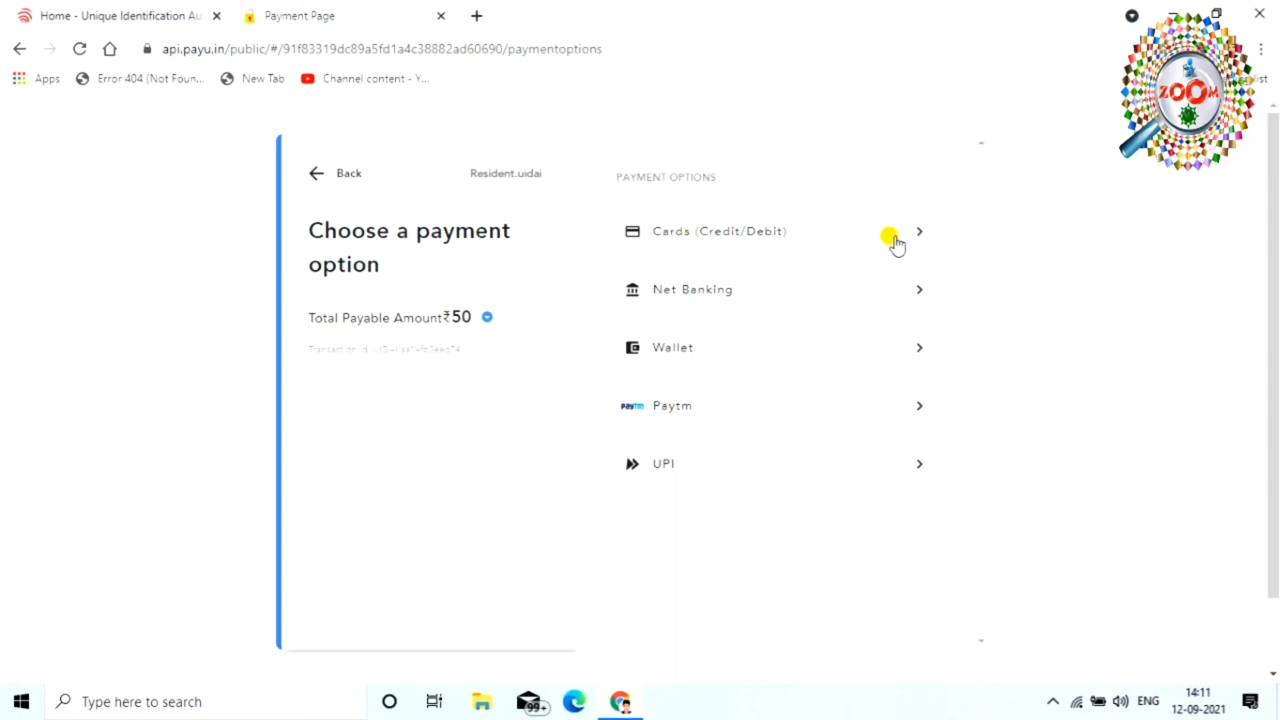 Home - Unique Identification Au
Payment Page
api.payu.in/public/#/91f83319dc89a5fd1a4c38882ad60690/paymentoptions
Apps
Error 404 (Not Foun...
New Tab
Channel content - Y...
ZOOM
Back
Resident.uidai
PAYMENT OPTIONS
Choose a payment
option
Total Payable Amount₹50
Cards (Credit/Debit)
Net Banking
Wallet
paytm Paytm
UPI
Type here to search
99+
ENG
14:11
12-09-2021